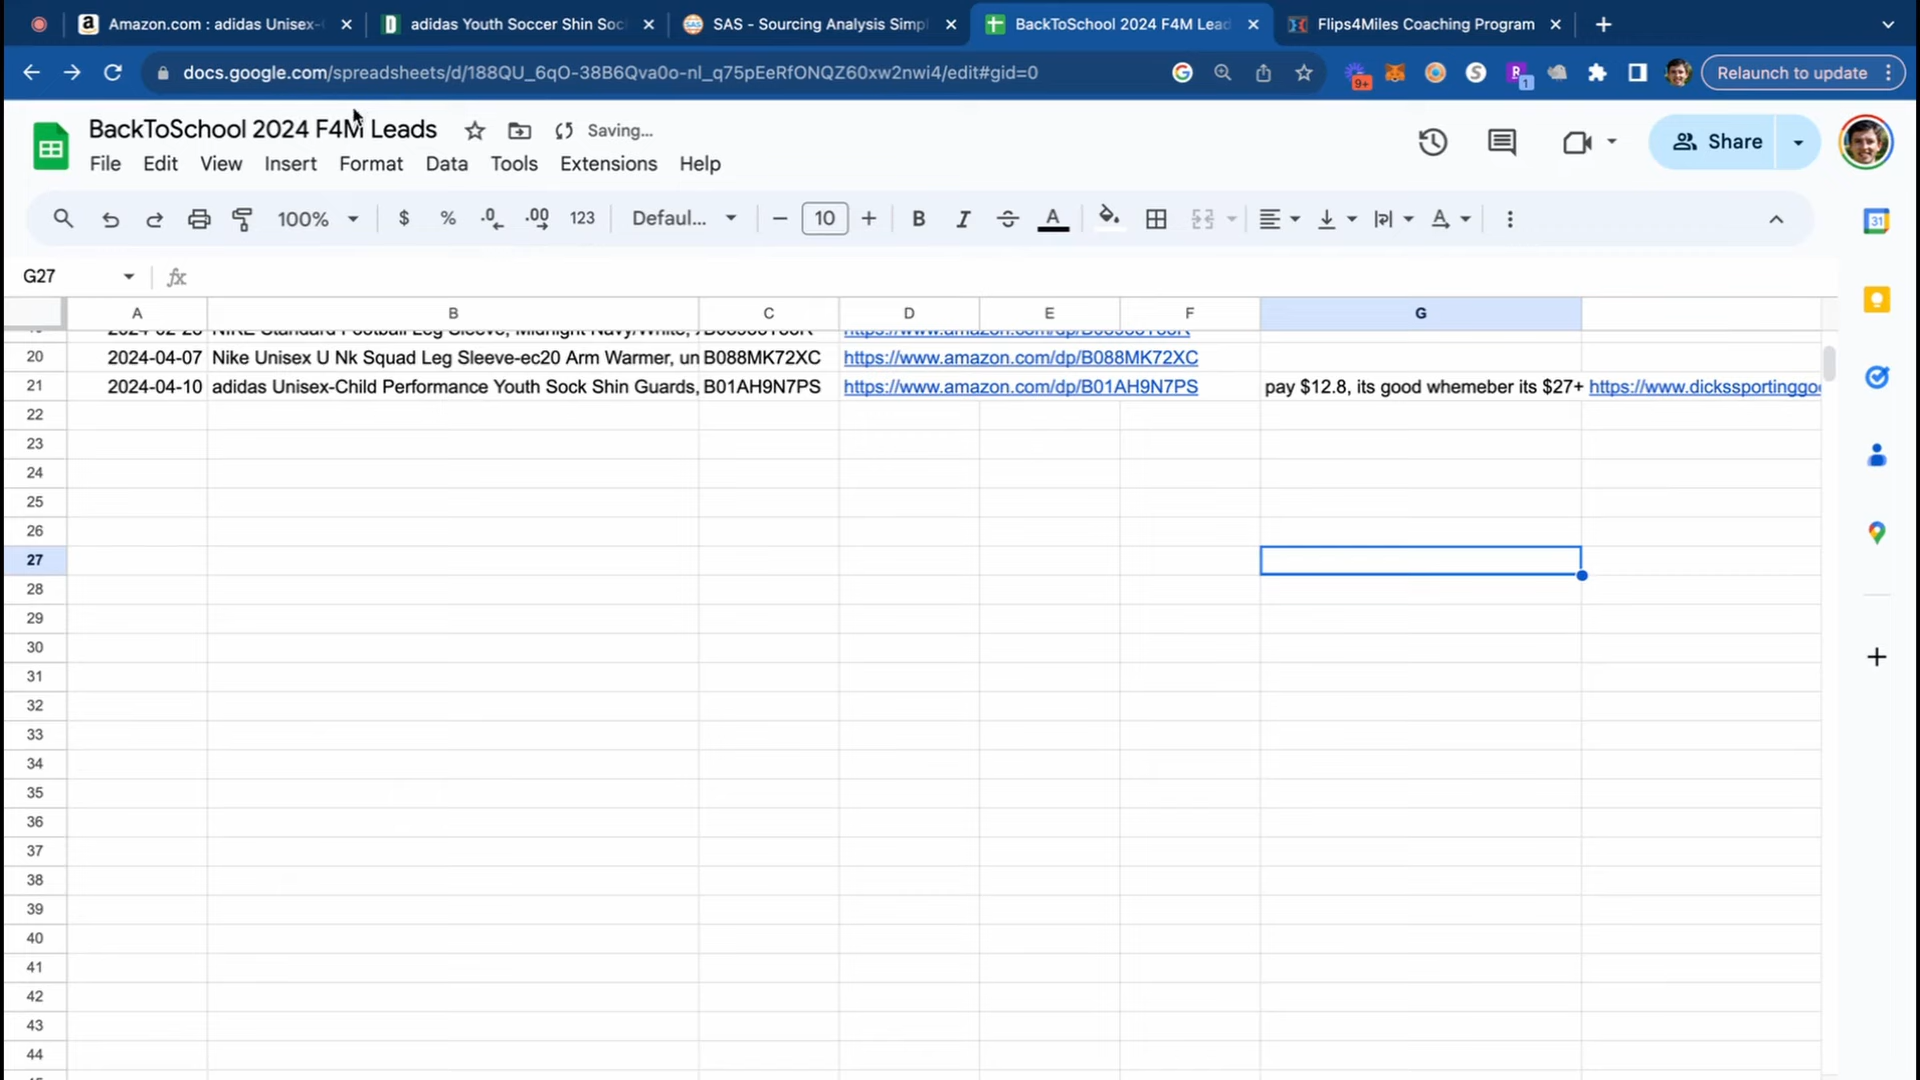 Amazon.com : adidas Unisex-
adidas Youth Soccer Shin Soc
SAS - Sourcing Analysis Simpl
BackToSchool 2024 F4M Lead
Flips4Miles Coaching Program
docs.google.com/spreadsheets/d/188QU_6qO-38B6Qva0o-nl_q75pEeRfONQZ60xw2nwi4/edit#gid=0
9+
1
Relaunch to update
BackToSchool 2024 F4M Leads
Saving...
File Edit View Insert Format Data Tools Extensions Help
Share
100% $ % .0 .00 123 Defaul... 10 B I A
31
G27
fx
A B C D E F G
20 2024-04-07 Nike Unisex U Nk Squad Leg Sleeve-ec20 Arm Warmer, un B088MK72XC https://www.amazon.com/dp/B088MK72XC
21 2024-04-10 adidas Unisex-Child Performance Youth Sock Shin Guards, B01AH9N7PS https://www.amazon.com/dp/B01AH9N7PS pay $12.8, its good whemeber its $27+ https://www.dickssportinggo
22
23
24
25
26
27
28
29
30
31
32
33
34
35
36
37
38
39
40
41
42
43
44